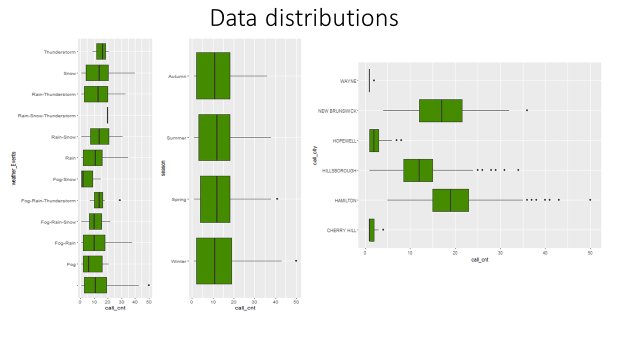 Data distributions
weather_Events
Thunderstorm
Snow
Rain-Thunderstorm
Rain-Snow-Thunderstorm
Rain-Snow
Rain
Fog-Snow
Fog-Rain-Thunderstorm
Fog-Rain-Snow
Fog-Rain
Fog
0 10 20 30 40 50
call_cnt
season
Autumn
Summer
Spring
Winter
0 10 20 30 40 50
call_cnt
call_city
WAYNE
NEW BRUNSWICK
HOPEWELL
HILLSBOROUGH
HAMILTON
CHERRY HILL
0 10 20 30 40 50
call_cnt